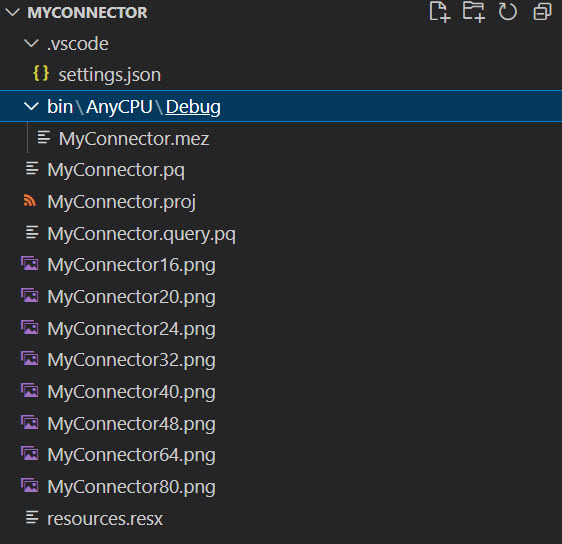 MYCONNECTOR
.vscode
{} settings.json
bin\AnyCPU\Debug
MyConnector.mez
MyConnector.pq
MyConnector.proj
MyConnector.query.pq
MyConnector16.png
MyConnector20.png
MyConnector24.png
MyConnector32.png
MyConnector40.png
MyConnector48.png
MyConnector64.png
MyConnector80.png
resources.resx